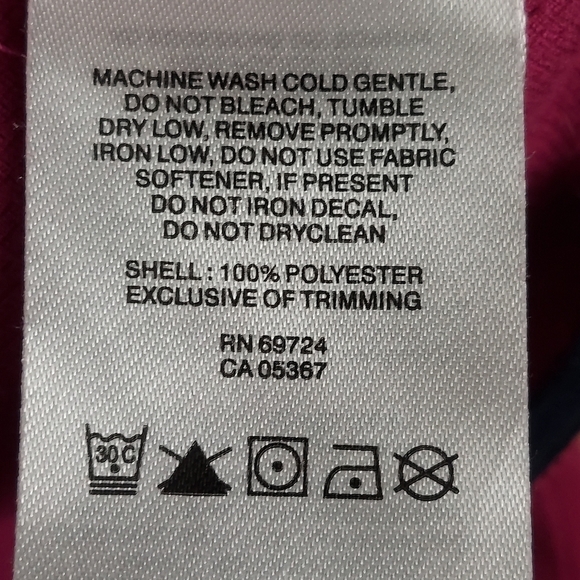 MACHINE WASH COLD GENTLE,
DO NOT BLEACH, TUMBLE
DRY LOW, REMOVE PROMPTLY,
IRON LOW, DO NOT USE FABRIC
SOFTENER, IF PRESENT
DO NOT IRON DECAL,
DO NOT DRYCLEAN
SHELL : 100% POLYESTER
EXCLUSIVE OF TRIMMING
RN 69724
CA 05367
30C